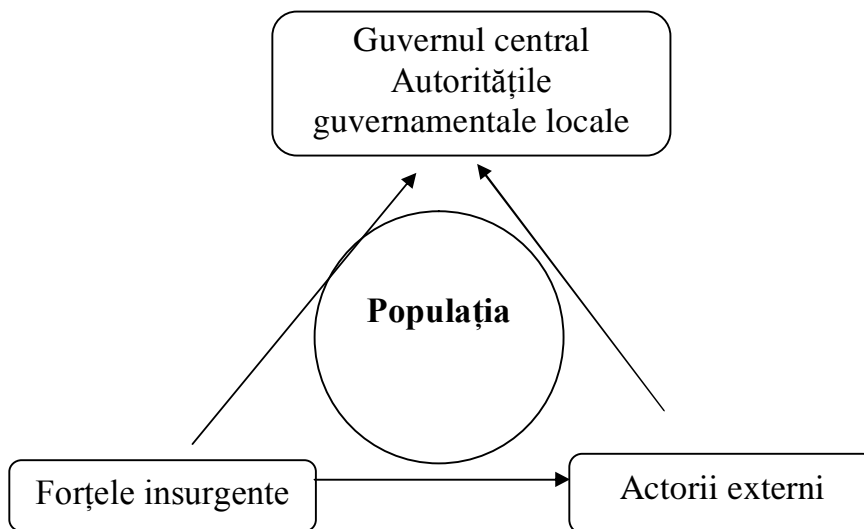 Guvernul central
Autoritățile
guvernamentale locale
Populația
Forțele insurgente
Actorii externi